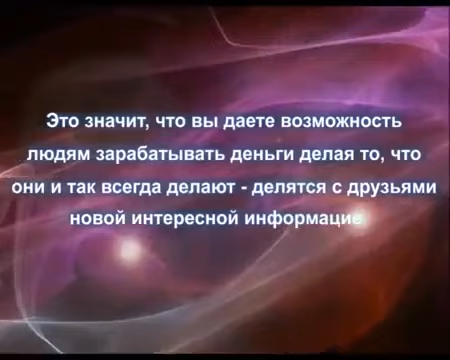 Это значит, что вы даете возможность
людям зарабатывать деньги делая то, что
они и так всегда делают - делятся с друзьями
новой интересной информацие